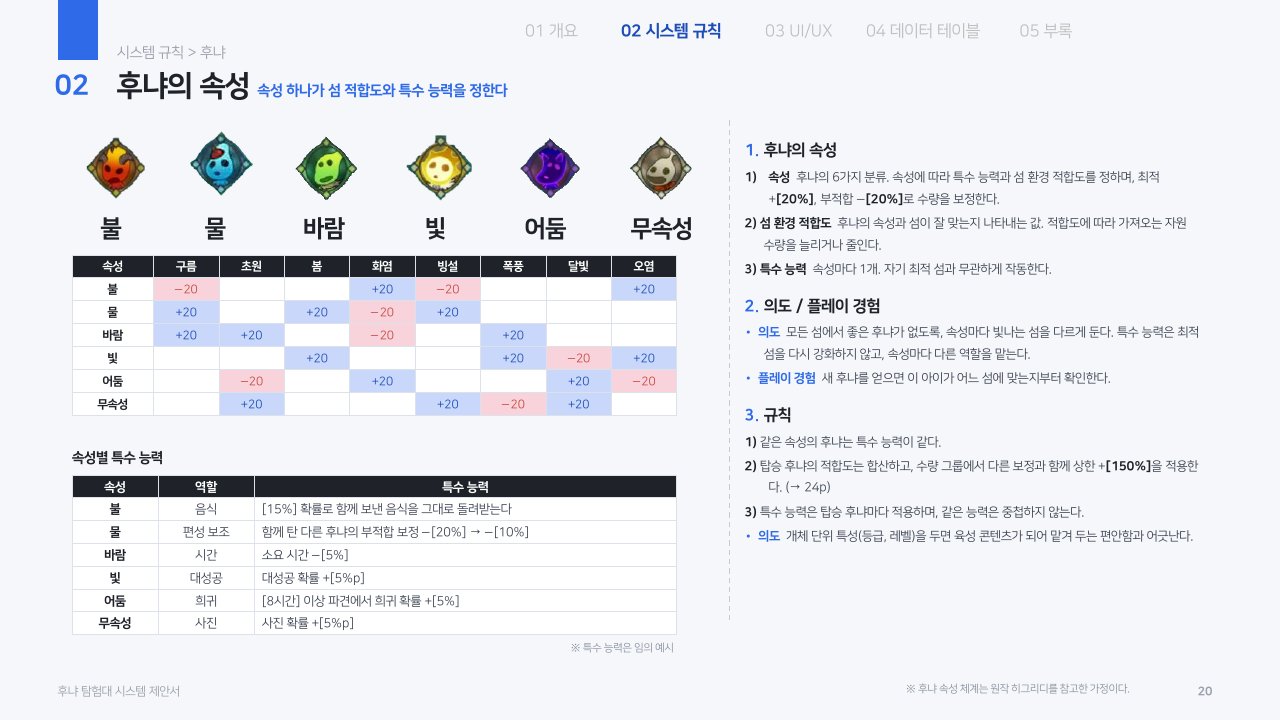 01 개요 02 시스템 규칙 03 UI/UX 04 데이터 테이블 05 부록
시스템 규칙 > 후냐
02 후냐의 속성 속성 하나가 섬 적합도와 특수 능력을 정한다
불 물 바람 빛 어둠 무속성
속성 구름 초원 봄 화염 빙설 폭풍 달빛 오염
불 −20 +20 −20 +20
물 +20 +20 −20 +20
바람 +20 +20 −20 +20
빛 +20 +20 −20 +20
어둠 −20 +20 +20 −20
무속성 +20 +20 −20 +20
속성별 특수 능력
속성 역할 특수 능력
불 음식 [15%] 확률로 함께 보낸 음식을 그대로 돌려받는다
물 편성 보조 함께 탄 다른 후냐의 부적합 보정 −[20%] → −[10%]
바람 시간 소요 시간 −[5%]
빛 대성공 대성공 확률 +[5%p]
어둠 희귀 [8시간] 이상 파견에서 희귀 확률 +[5%]
무속성 사진 사진 확률 +[5%p]
※ 특수 능력은 임의 예시
1. 후냐의 속성
1) 속성 후냐의 6가지 분류. 속성에 따라 특수 능력과 섬 환경 적합도를 정하며, 최적
+[20%], 부적합 −[20%]로 수량을 보정한다.
2) 섬 환경 적합도 후냐의 속성과 섬이 잘 맞는지 나타내는 값. 적합도에 따라 가져오는 자원
수량을 늘리거나 줄인다.
3) 특수 능력 속성마다 1개. 자기 최적 섬과 무관하게 작동한다.
2. 의도 / 플레이 경험
• 의도 모든 섬에서 좋은 후냐가 없도록, 속성마다 빛나는 섬을 다르게 둔다. 특수 능력은 최적
섬을 다시 강화하지 않고, 속성마다 다른 역할을 맡는다.
• 플레이 경험 새 후냐를 얻으면 이 아이가 어느 섬에 맞는지부터 확인한다.
3. 규칙
1) 같은 속성의 후냐는 특수 능력이 같다.
2) 탑승 후냐의 적합도는 합산하고, 수량 그룹에서 다른 보정과 함께 상한 +[150%]을 적용한
다. (→ 24p)
3) 특수 능력은 탑승 후냐마다 적용하며, 같은 능력은 중첩하지 않는다.
• 의도 개체 단위 특성(등급, 레벨)을 두면 육성 콘텐츠가 되어 맡겨 두는 편안함과 어긋난다.
후냐 탐험대 시스템 제안서
※ 후냐 속성 체계는 원작 히그리디를 참고한 가정이다.
20